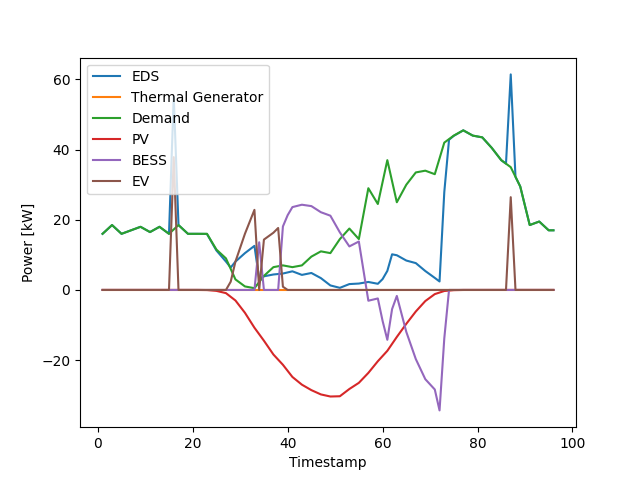 60
40
20
0
−20
0
20
40
60
80
100
Power [kW]
Timestamp
EDS
Thermal Generator
Demand
PV
BESS
EV